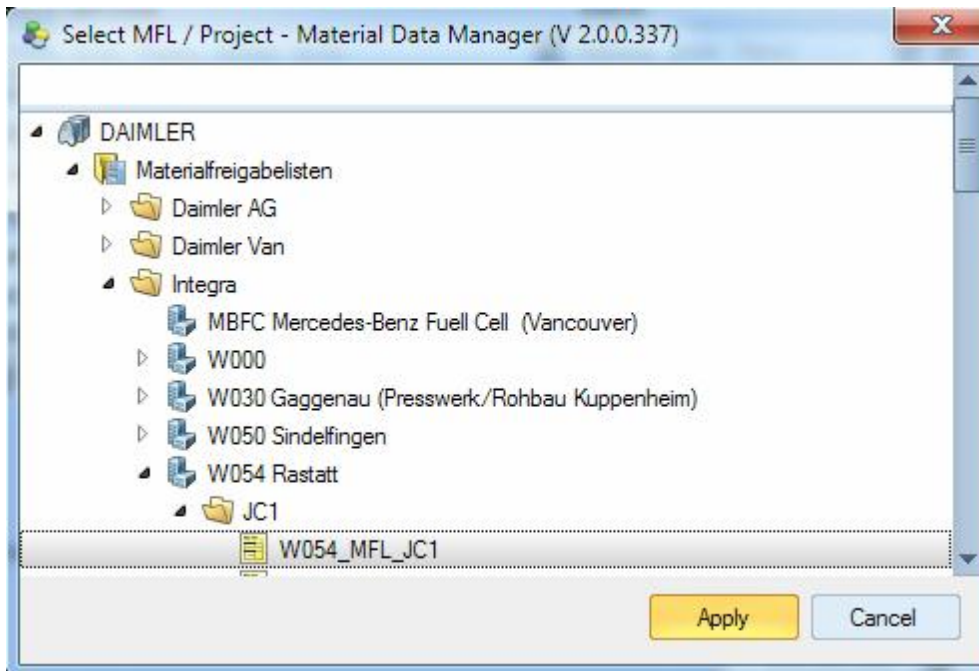 Select MFL / Project - Material Data Manager (V 2.0.0.337)
DAIMLER
Materialfreigabelisten
Daimler AG
Daimler Van
Integra
MBFC Mercedes-Benz Fuell Cell (Vancouver)
W000
W030 Gaggenau (Presswerk/Rohbau Kuppenheim)
W050 Sindelfingen
W054 Rastatt
JC1
W054_MFL_JC1
Apply Cancel